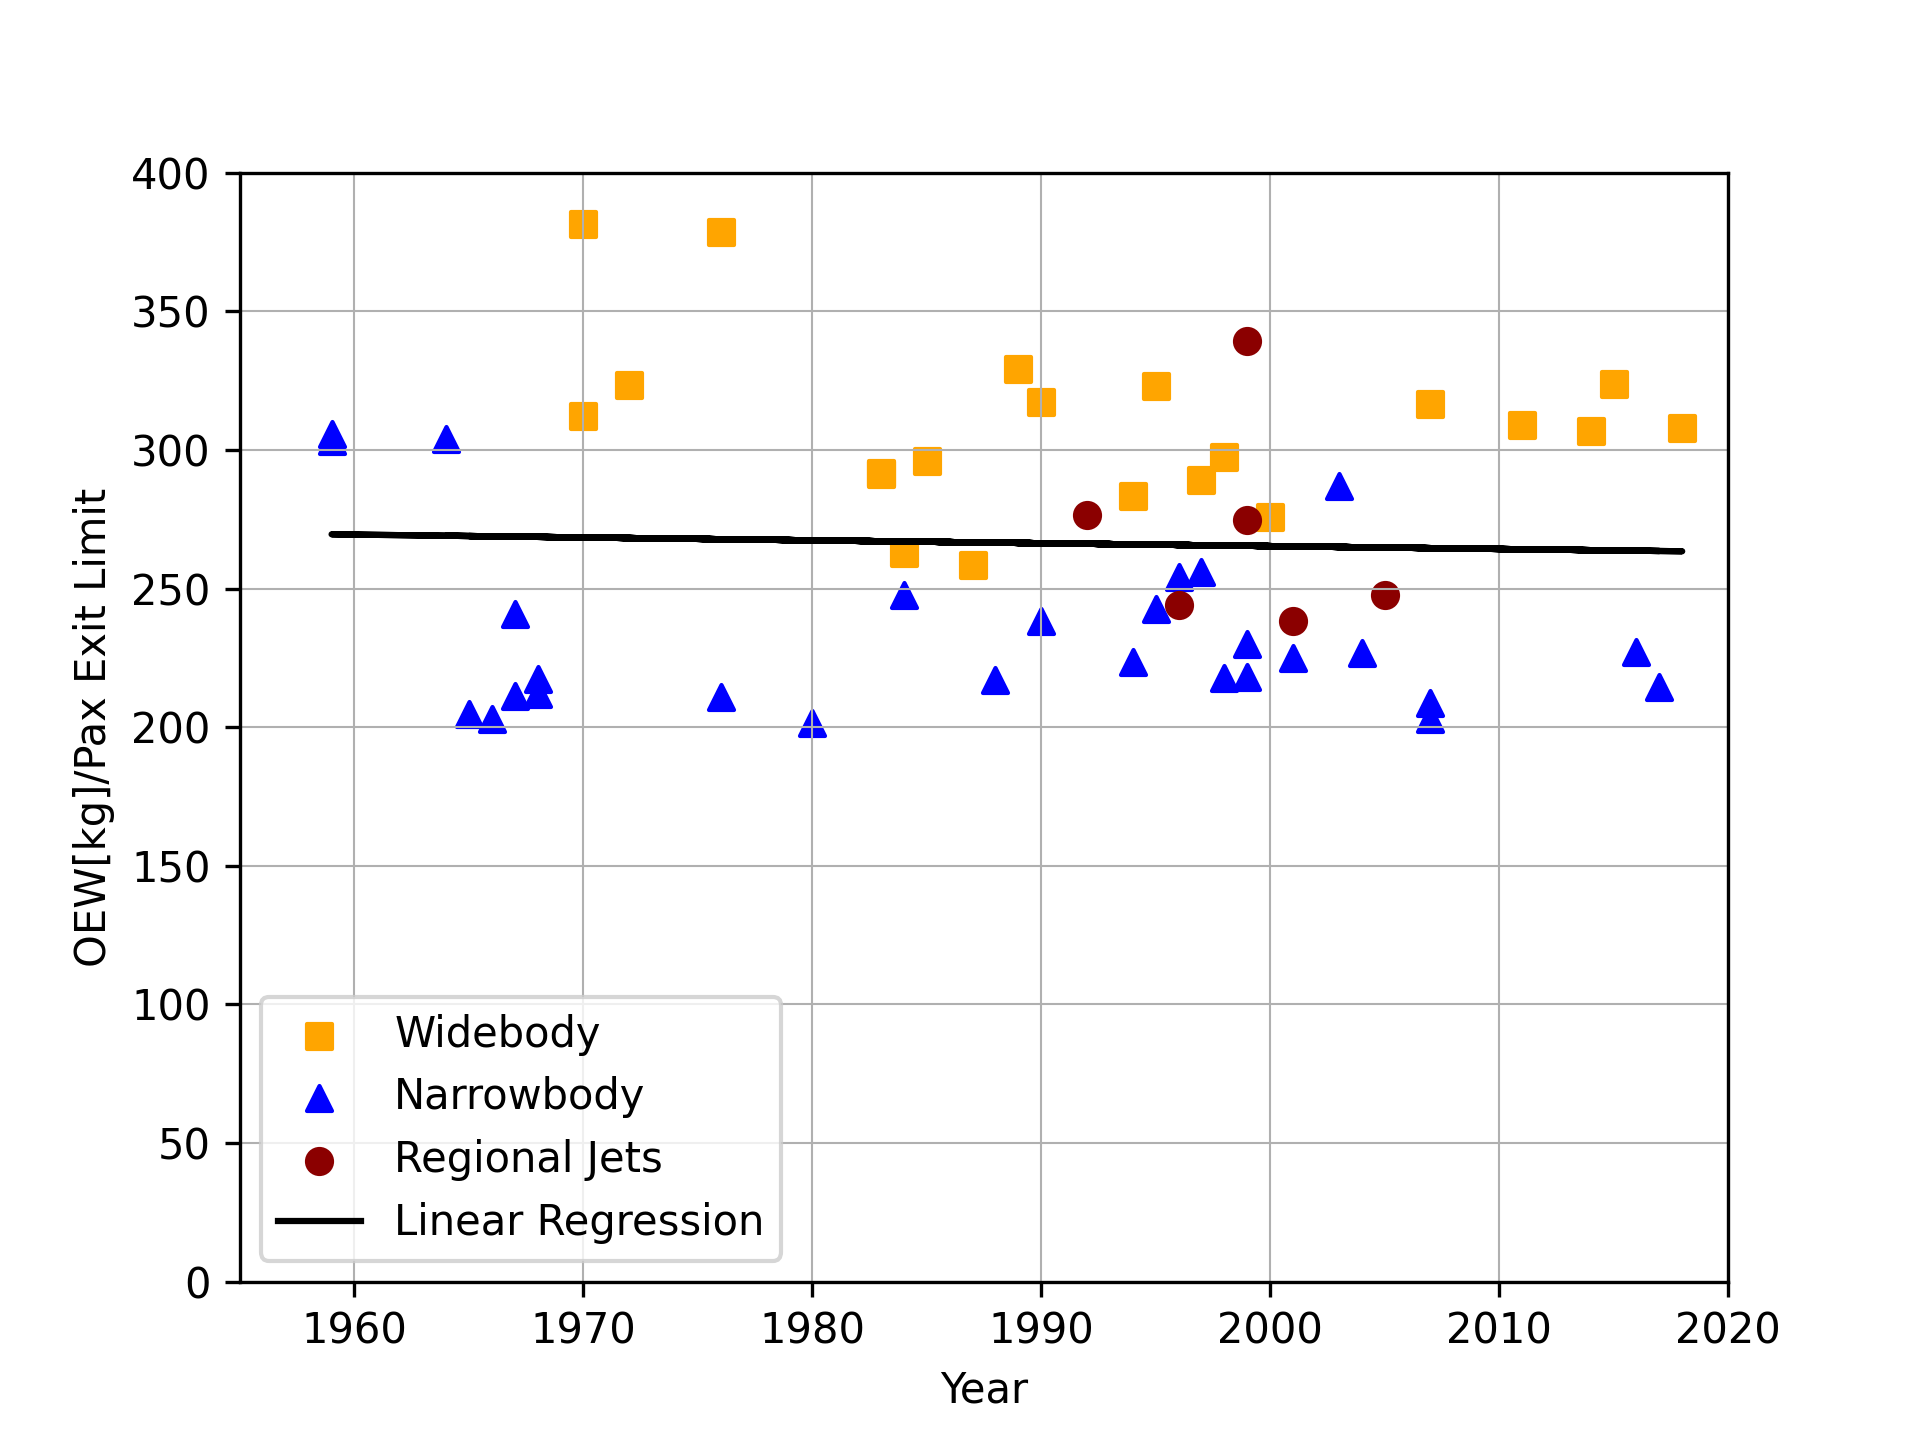 400
350
300
250
200
150
100
50
0
OEW[kg]/Pax Exit Limit
Widebody
Narrowbody
Regional Jets
Linear Regression
1960 1970 1980 1990 2000 2010 2020
Year